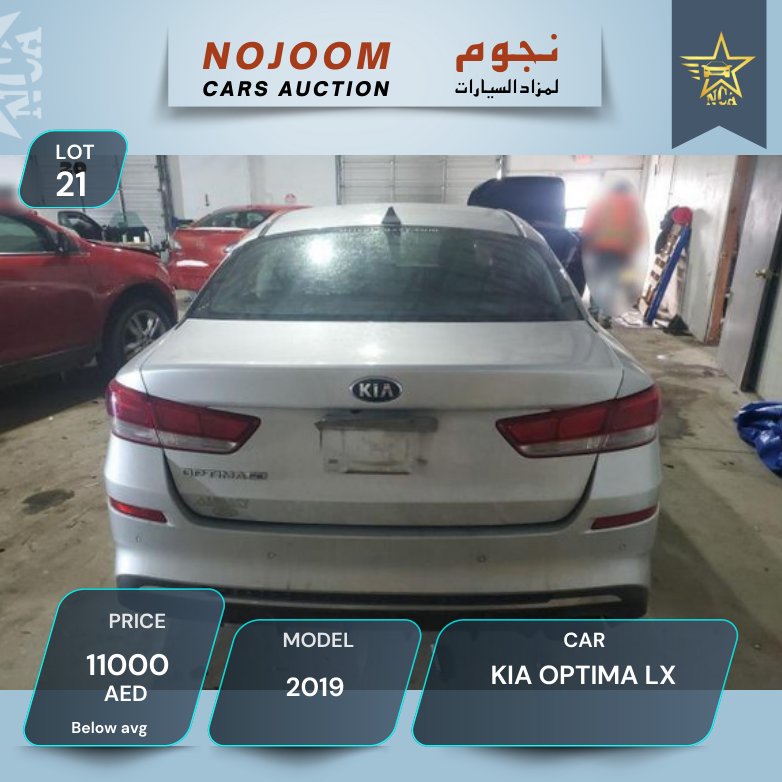 NOJOOM
CARS AUCTION
نجوم
لمزاد السيارات
NCA
NCA
LOT
21
KIA
OPTIMA
PRICE
11000
AED
Below avg
MODEL
2019
CAR
KIA OPTIMA LX